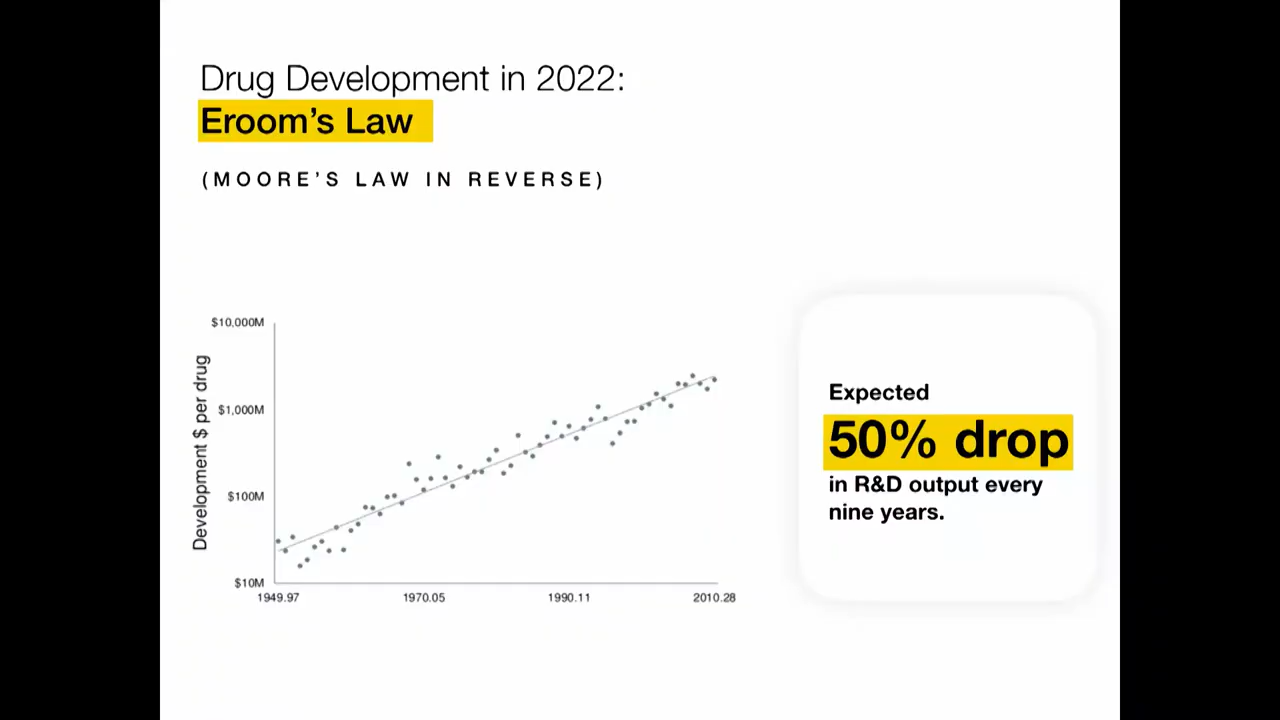 Drug Development in 2022:
Eroom’s Law
(MOORE’S LAW IN REVERSE)
Development $ per drug
$10,000M
$1,000M
$100M
$10M
1949.97
1970.05
1990.11
2010.28
Expected
50% drop
in R&D output every
nine years.